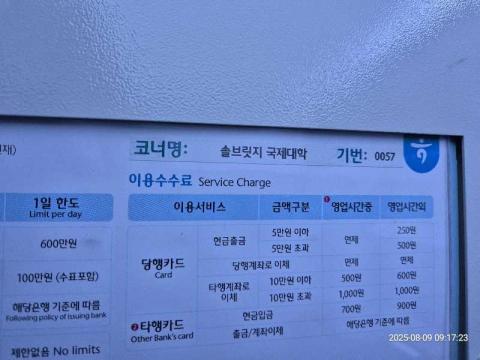 재)
코너명: 솔브릿지 국제대학 기번: 0057
이용수수료 Service Charge
1일 한도
Limit per day
600만원
100만원 (수표포함)
해당은행 기준에 따름
Following policy of issuing bank
제한없음 No limits
이용서비스 금액구분 ❶영업시간중 영업시간외
당행카드
Card
현금출금 5만원 이하 면제 250원
5만원 초과 500원
당행계좌로 이체 면제 면제
타행계좌로 이체 10만원 이하 500원 600원
10만원 초과 1,000원 1,000원
❷타행카드
Other Bank's card
현금입금 700원 900원
출금/계좌이체 해당은행 기준에 따름
2025-08-09 09:17:23